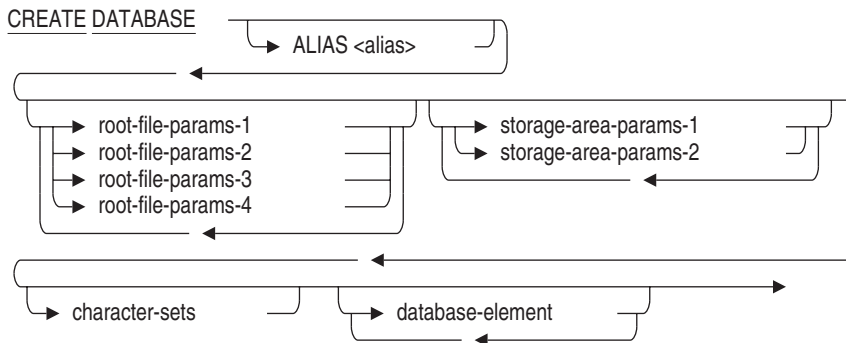 CREATE DATABASE
ALIAS <alias>
root-file-params-1
root-file-params-2
root-file-params-3
root-file-params-4
storage-area-params-1
storage-area-params-2
character-sets
database-element